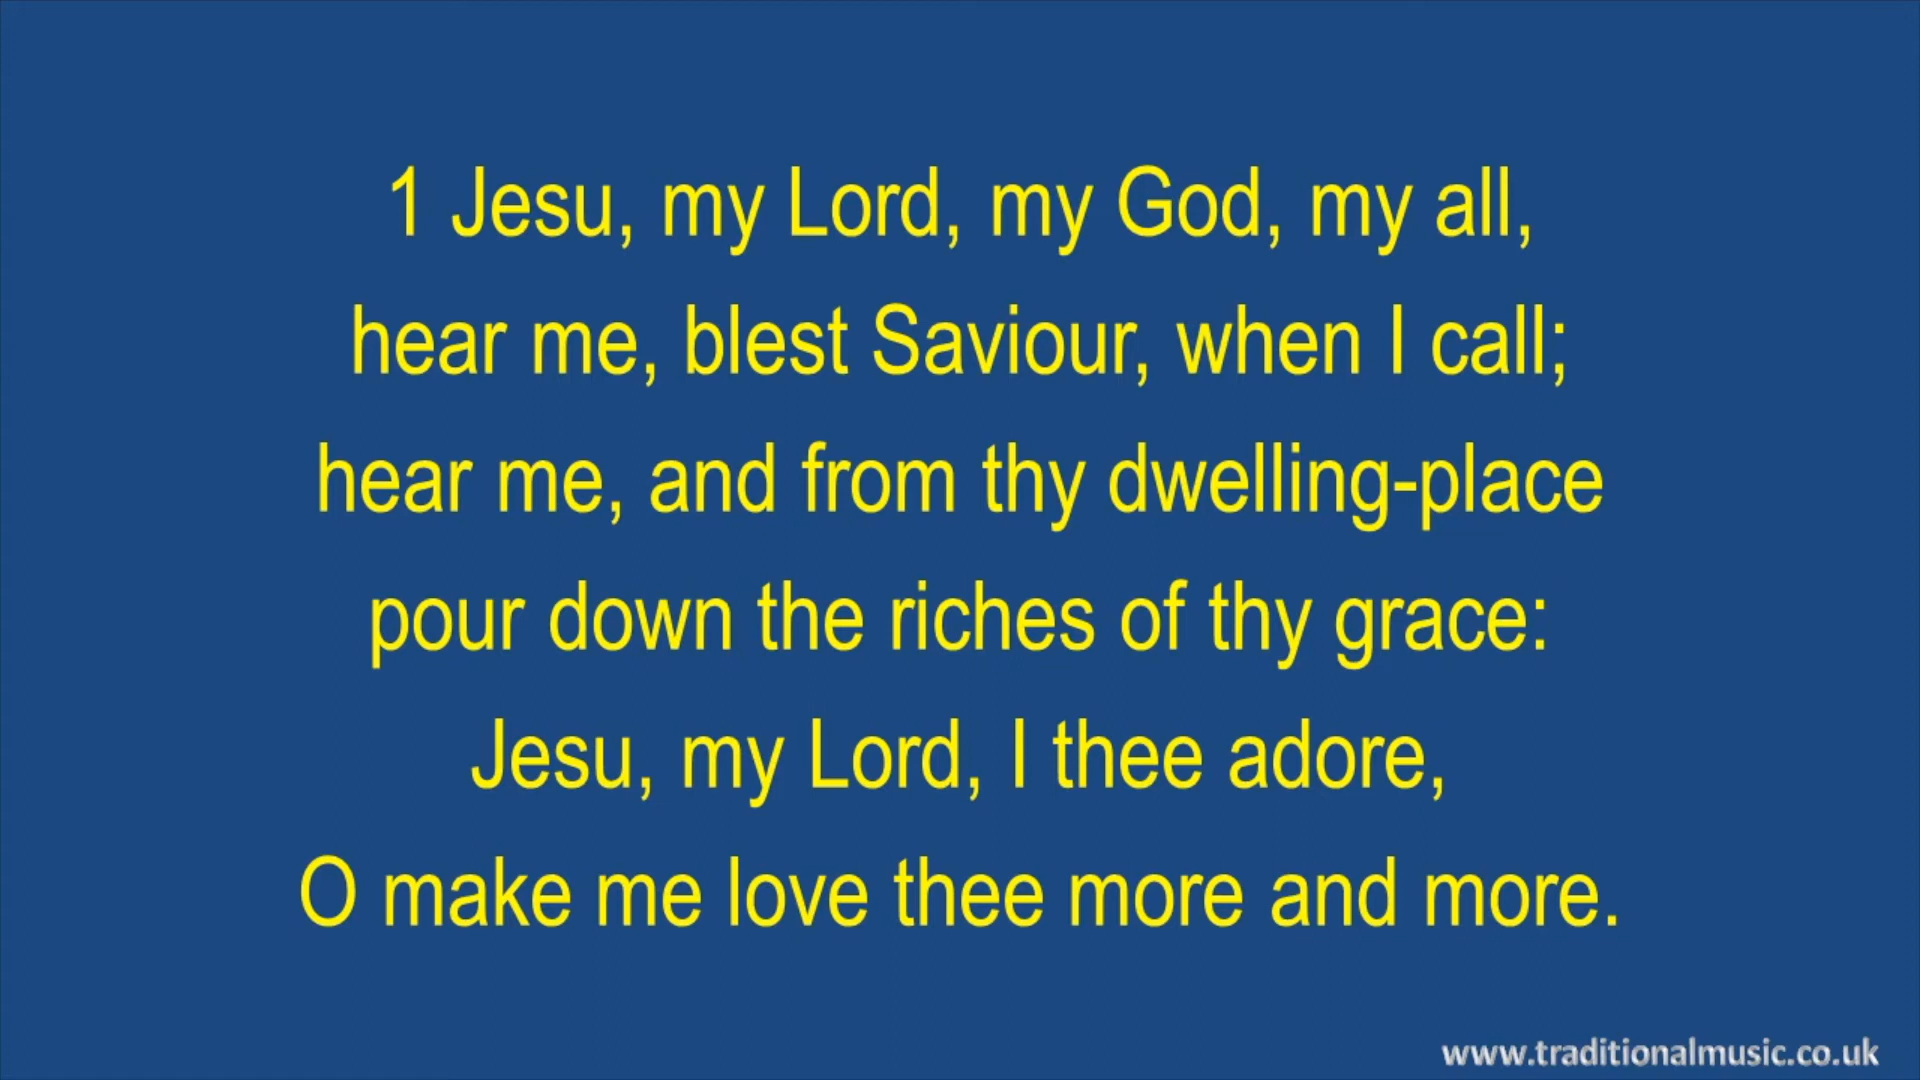 1 Jesu, my Lord, my God, my all,
hear me, blest Saviour, when I call;
hear me, and from thy dwelling-place
pour down the riches of thy grace:
Jesu, my Lord, I thee adore,
O make me love thee more and more.
www.traditionalmusic.co.uk